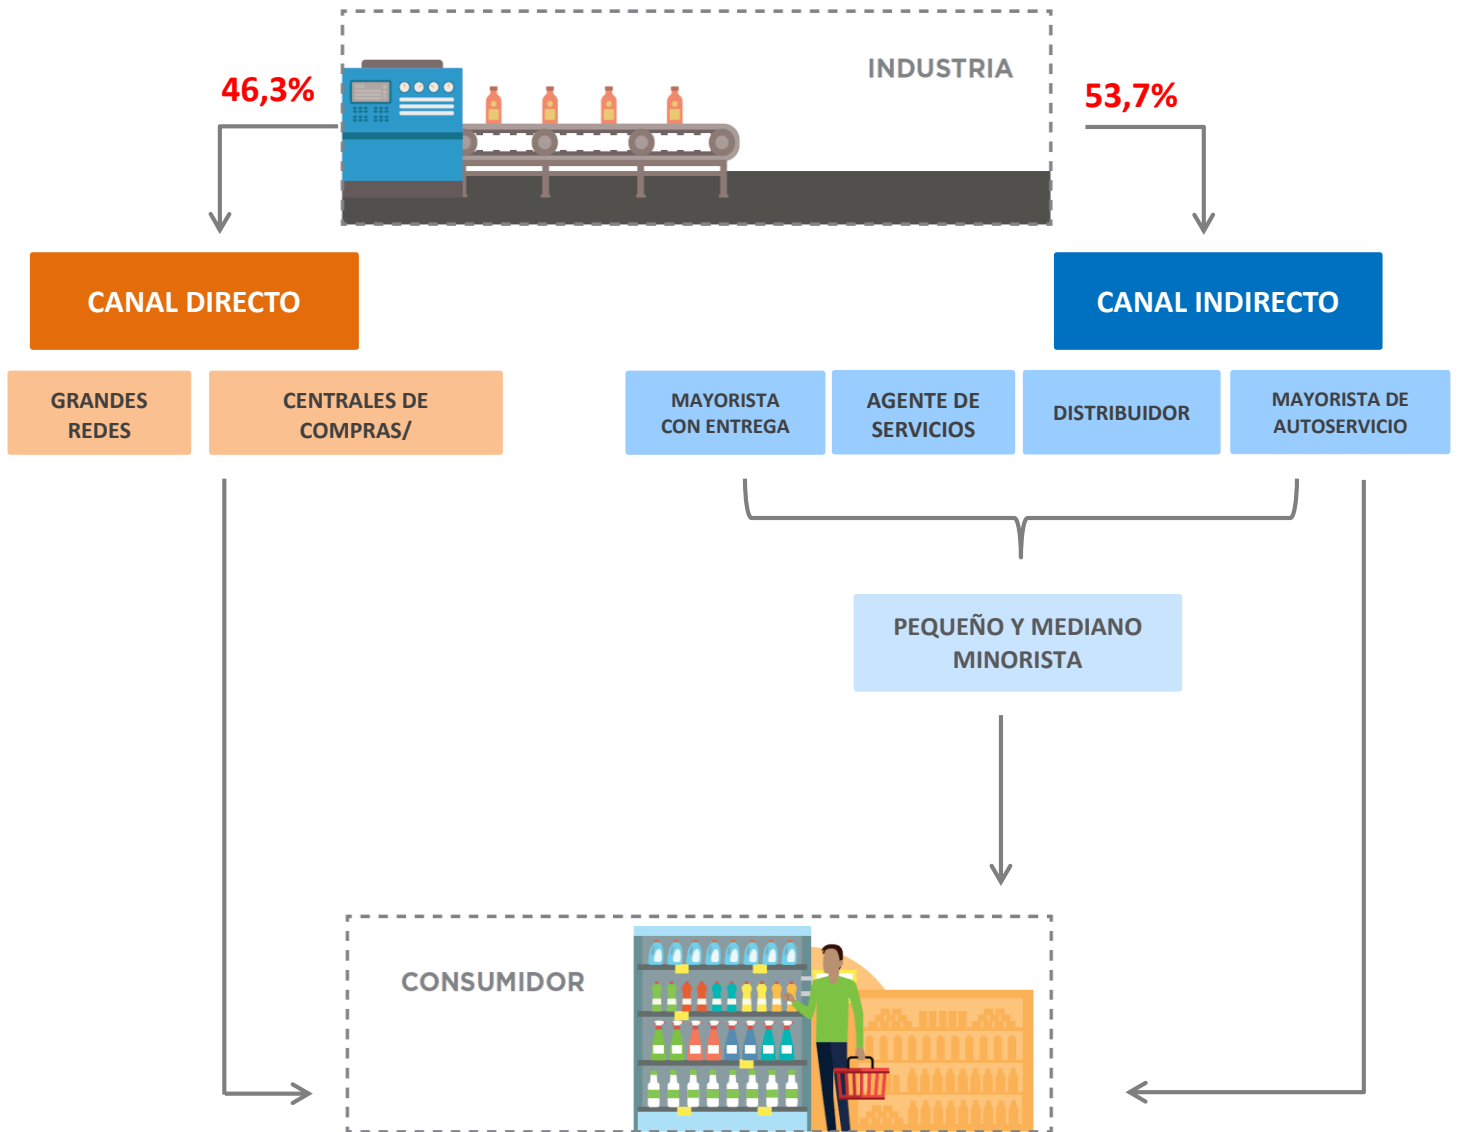 INDUSTRIA
46,3%
53,7%
CANAL DIRECTO
CANAL INDIRECTO
GRANDES
REDES
CENTRALES DE
COMPRAS/
MAYORISTA
CON ENTREGA
AGENTE DE
SERVICIOS
DISTRIBUIDOR
MAYORISTA DE
AUTOSERVICIO
PEQUEÑO Y MEDIANO
MINORISTA
CONSUMIDOR